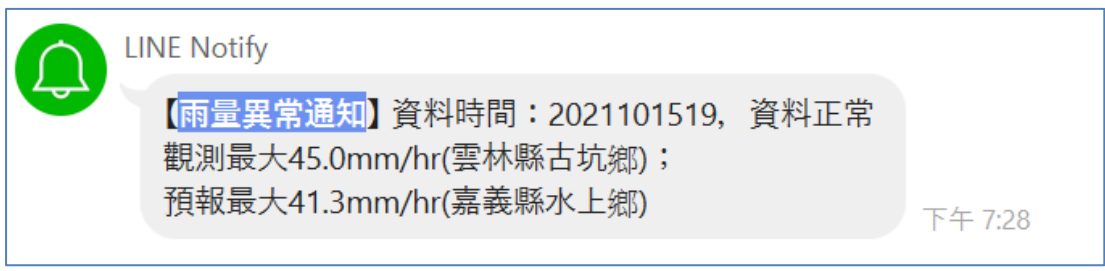 LINE Notify
【雨量異常通知】資料時間：2021101519，資料正常
觀測最大45.0mm/hr(雲林縣古坑鄉)；
預報最大41.3mm/hr(嘉義縣水上鄉)
下午 7:28